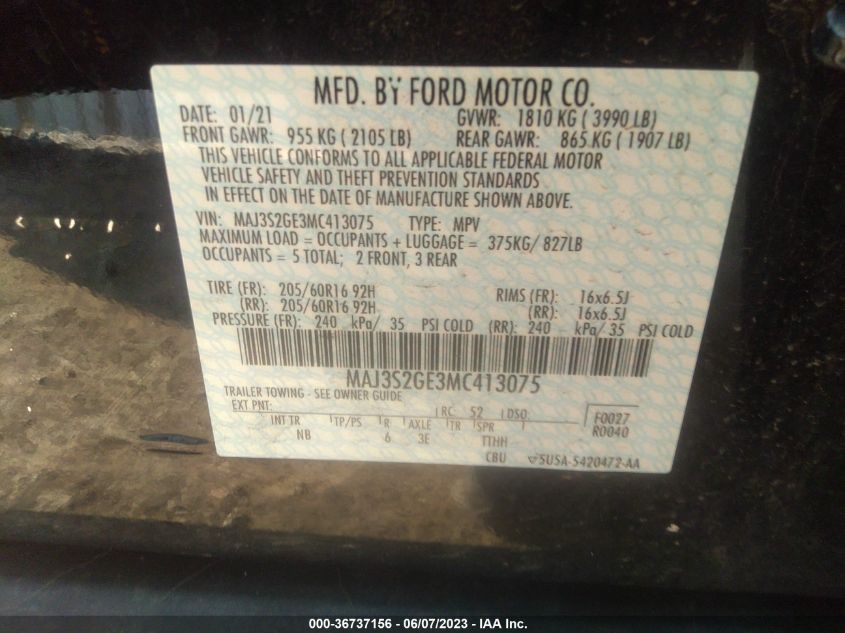 MFD. BY FORD MOTOR CO.
DATE: 01/21 GVWR: 1810 KG ( 3990 LB)
FRONT GAWR: 955 KG ( 2105 LB) REAR GAWR: 865 KG ( 1907 LB)
THIS VEHICLE CONFORMS TO ALL APPLICABLE FEDERAL MOTOR
VEHICLE SAFETY AND THEFT PREVENTION STANDARDS
IN EFFECT ON THE DATE OF MANUFACTURE SHOWN ABOVE.
VIN: MAJ3S2GE3MC413075 TYPE: MPV
MAXIMUM LOAD = OCCUPANTS + LUGGAGE = 375KG/ 827LB
OCCUPANTS = 5 TOTAL; 2 FRONT, 3 REAR
TIRE (FR): 205/60R16 92H RIMS (FR): 16x6.5J
(RR): 205/60R16 92H (RR): 16x6.5J
PRESSURE (FR): 240 kPa/ 35 PSI COLD (RR): 240 kPa/ 35 PSI COLD
MAJ3S2GE3MC413075
TRAILER TOWING - SEE OWNER GUIDE
EXT PNT: RC: 52 DSO: F0027
INT TR TP/PS R AXLE TR SPR R0040
NB 6 3E TTHH
CBU 5USA-5420472-AA
000-36737156 - 06/07/2023 - IAA Inc.